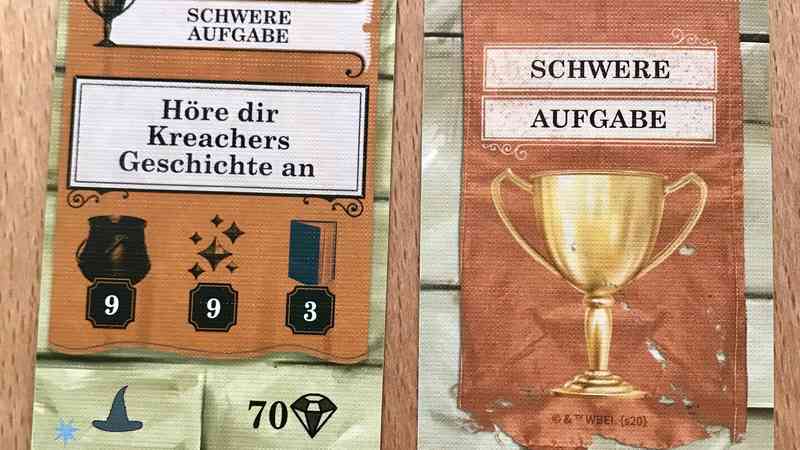 SCHWERE
AUFGABE
Höre dir
Kreachers
Geschichte an
9
9
3
70
SCHWERE
AUFGABE
© & ™ WBEI. (s20)